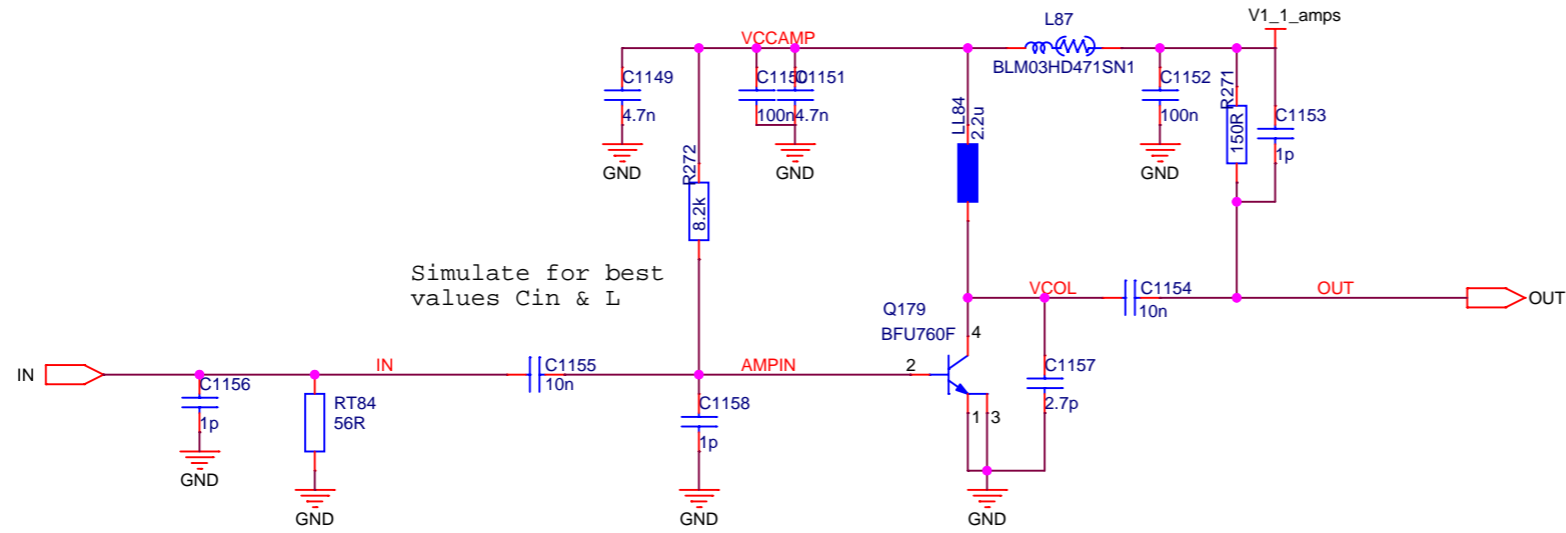 L87
V1_1_amps
VCCAMP
BLM03HD471SN1
C1149
4.7n
C1150
100n
C1151
4.7n
C1152
100n
R271
150R
C1153
1p
LL84
2.2u
GND
GND
GND
GND
R272
8.2k
Simulate for best
values Cin & L
VCOL
C1154
10n
OUT
OUT
Q179
BFU760F
4
IN
IN
C1155
10n
AMPIN
2
C1156
1p
RT84
56R
C1158
1p
1
3
C1157
2.7p
GND
GND
GND
GND